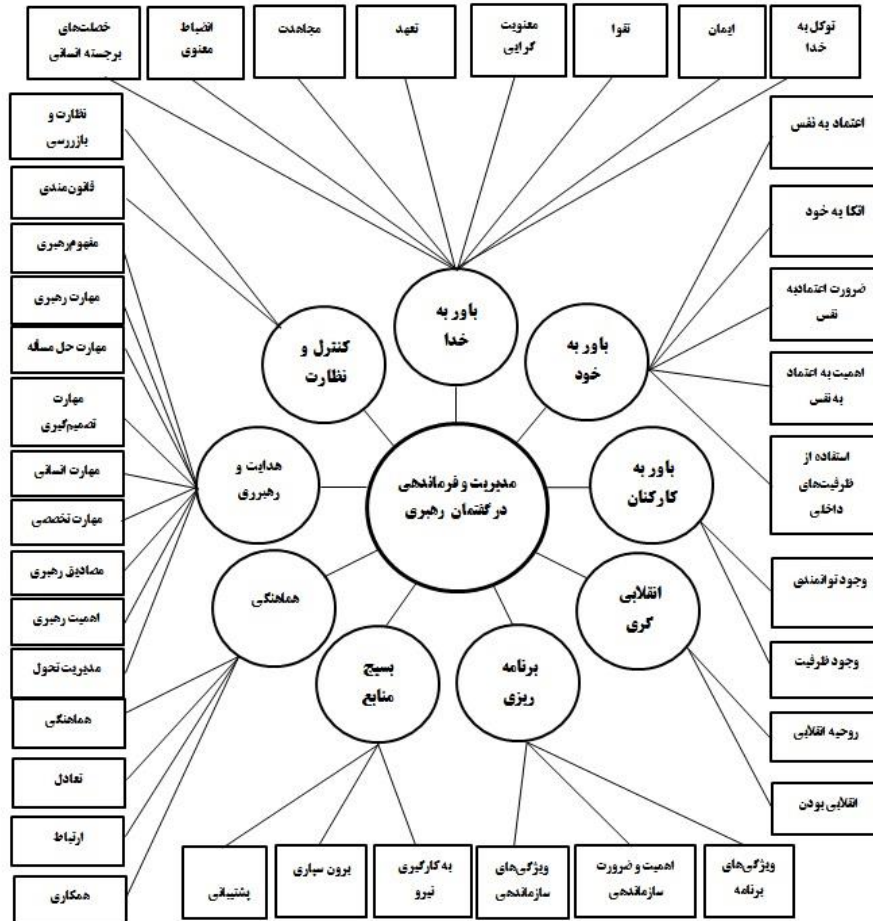 توکل به
خدا
ایمان
تقوا
معنویت
گرایی
تعهد
مجاهدت
انضباط
معنوی
خصلت‌های
برجسته انسانی
اعتماد به نفس
اتکا به خود
ضرورت اعتمادبه
نفس
اهمیت به اعتماد
به نفس
استفاده از
ظرفیت‌های
داخلی
وجود توانمندی
وجود ظرفیت
روحیه انقلابی
انقلابی بودن
نظارت و
بازررسی
قانون‌مندی
مفهوم‌رهبری
مهارت رهبری
مهارت حل مسأله
مهارت
تصمیم‌گیری
مهارت انسانی
مهارت تخصصی
مصادیق رهبری
اهمیت رهبری
مدیریت تحول
هماهنگی
تعادل
ارتباط
همکاری
باور به
خدا
باور به
خود
باور به
کارکنان
انقلابی
گری
برنامه
ریزی
بسیج
منابع
هماهنگی
هدایت و
رهبرری
کنترل و
نظارت
مدیریت و فرماندهی
در گفتمان رهبری
ویژگی‌های
برنامه
اهمیت و ضرورت
سازماندهی
ویژگی‌های
سازماندهی
به کارگیری
نیرو
برون سپاری
پشتیبانی